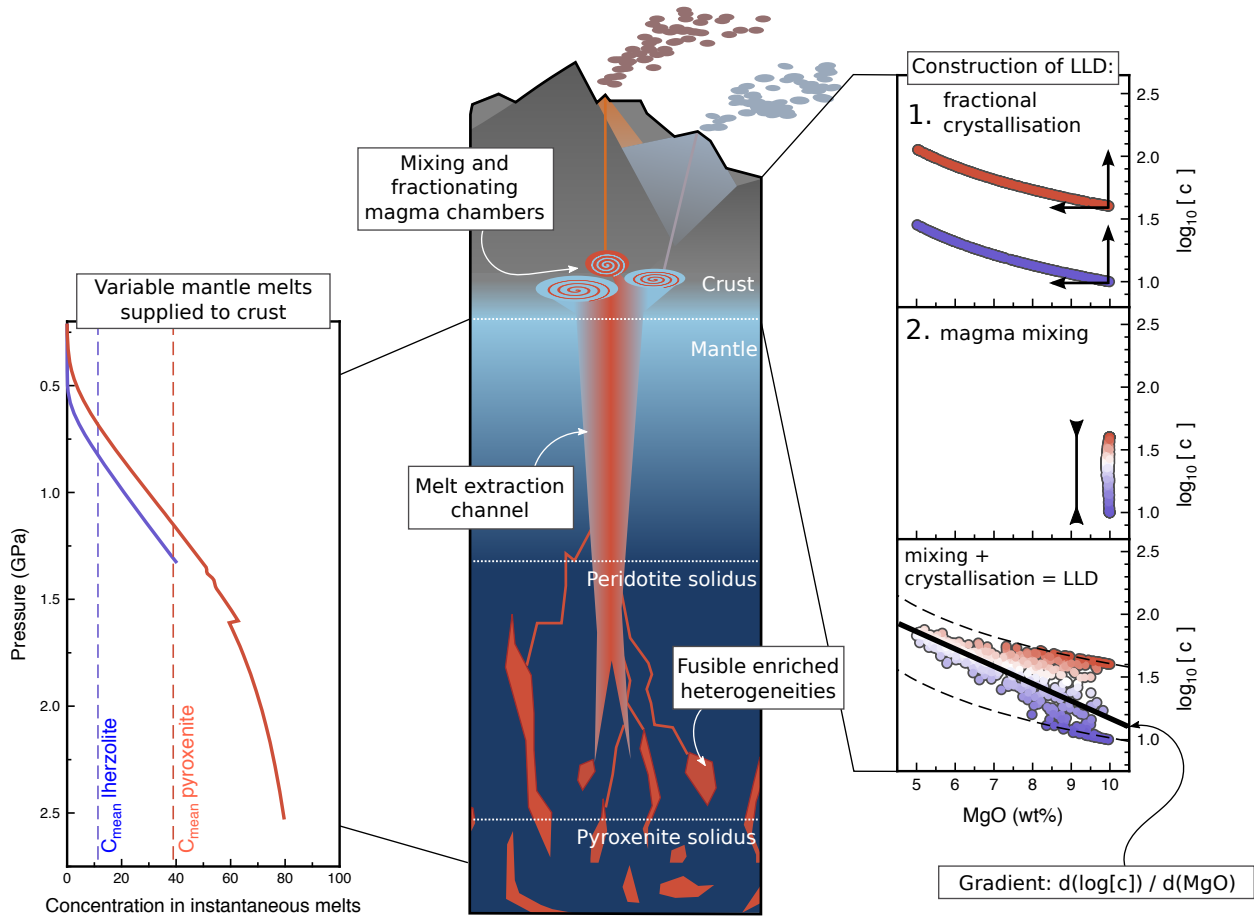 Variable mantle melts
supplied to crust
0.5
1.0
1.5
2.0
2.5
Pressure (GPa)
0
20
40
60
80
100
Concentration in instantaneous melts
Cmean lherzolite
Cmean pyroxenite
Mixing and
fractionating
magma chambers
Crust
Mantle
Melt extraction
channel
Peridotite solidus
Fusible enriched
heterogeneities
Pyroxenite solidus
Construction of LLD:
1. fractional
crystallisation
2.5
2.0
1.5
1.0
log10 [ c ]
2. magma mixing
2.5
2.0
1.5
1.0
log10 [ c ]
mixing +
crystallisation = LLD
2.5
2.0
1.5
1.0
log10 [ c ]
5
6
7
8
9
10
MgO (wt%)
Gradient: d(log[c]) / d(MgO)